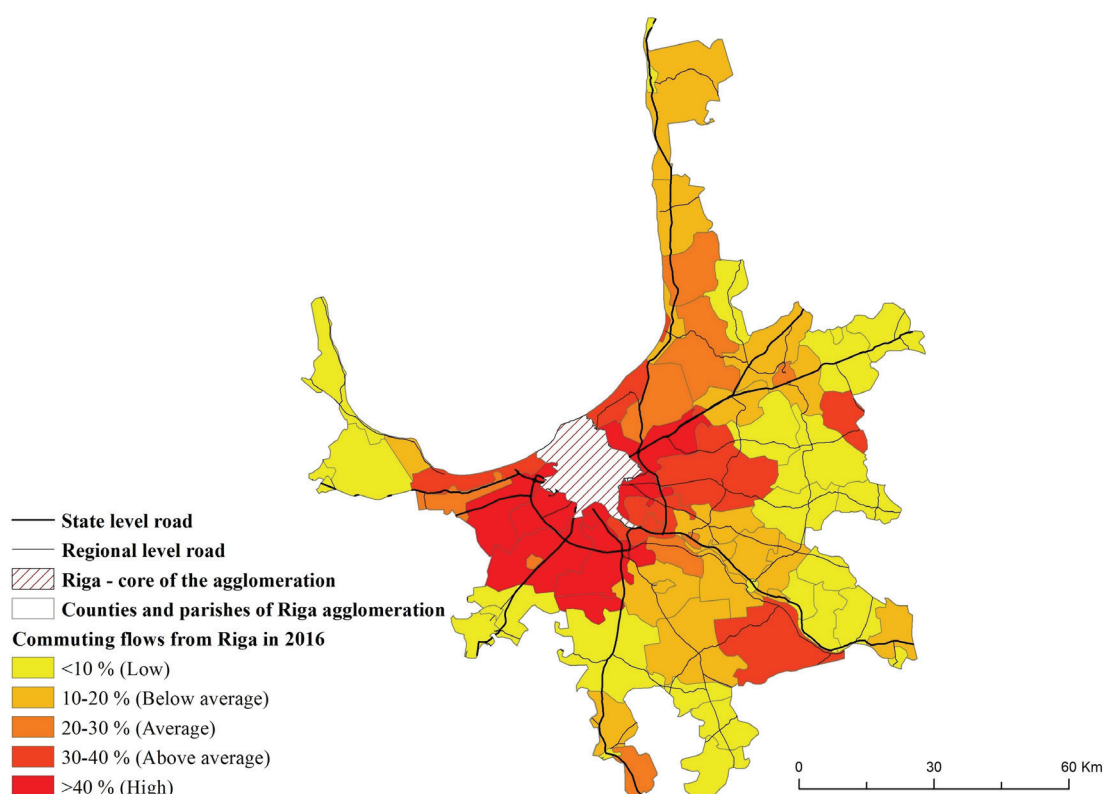 State level road
Regional level road
Riga - core of the agglomeration
Counties and parishes of Riga agglomeration
Commuting flows from Riga in 2016
<10 % (Low)
10-20 % (Below average)
20-30 % (Average)
30-40 % (Above average)
>40 % (High)
0 30 60 Km